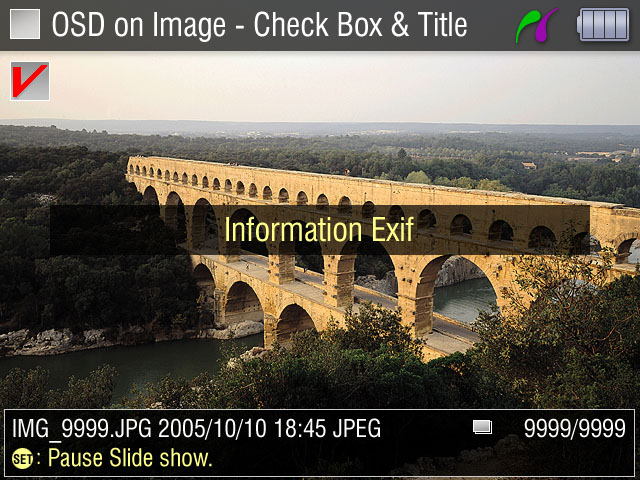 OSD on Image - Check Box & Title
Information Exif
IMG_9999.JPG 2005/10/10 18:45 JPEG 9999/9999
SET: Pause Slide show.